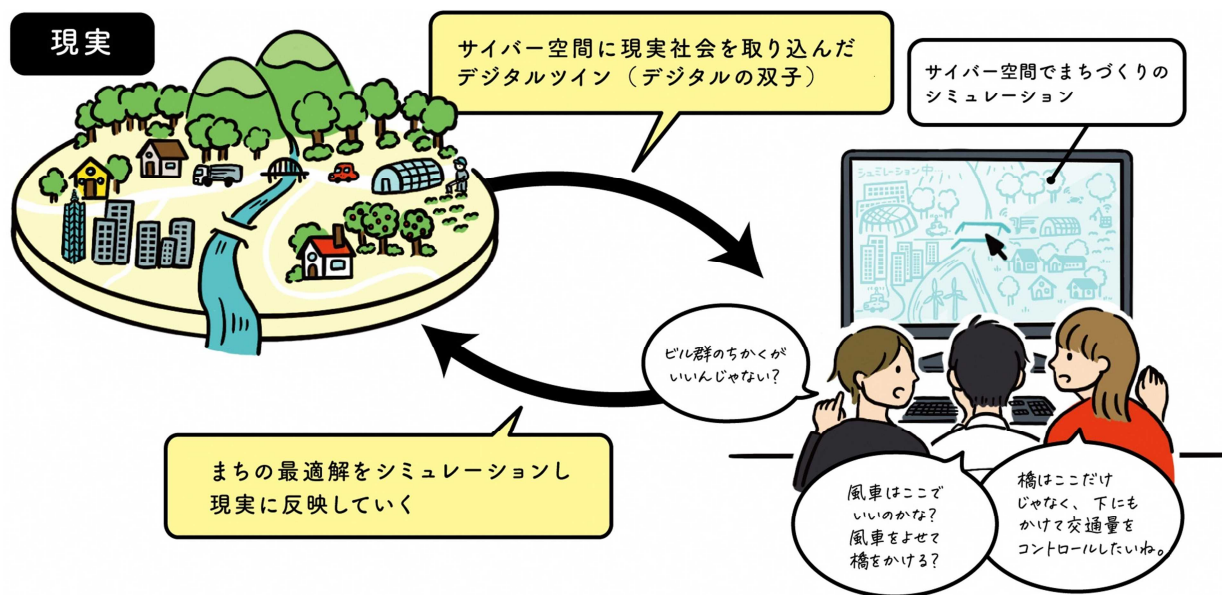 現実
サイバー空間に現実社会を取り込んだ
デジタルツイン（デジタルの双子）
サイバー空間でまちづくりの
シミュレーション
シュミレーション中
ビル群のちかくが
いいんじゃない？
まちの最適解をシミュレーションし
現実に反映していく
風車はここで
いいのかな？
風車をよせて
橋をかける？
橋はここだけ
じゃなく、下にも
かけて交通量を
コントロールしたいね。